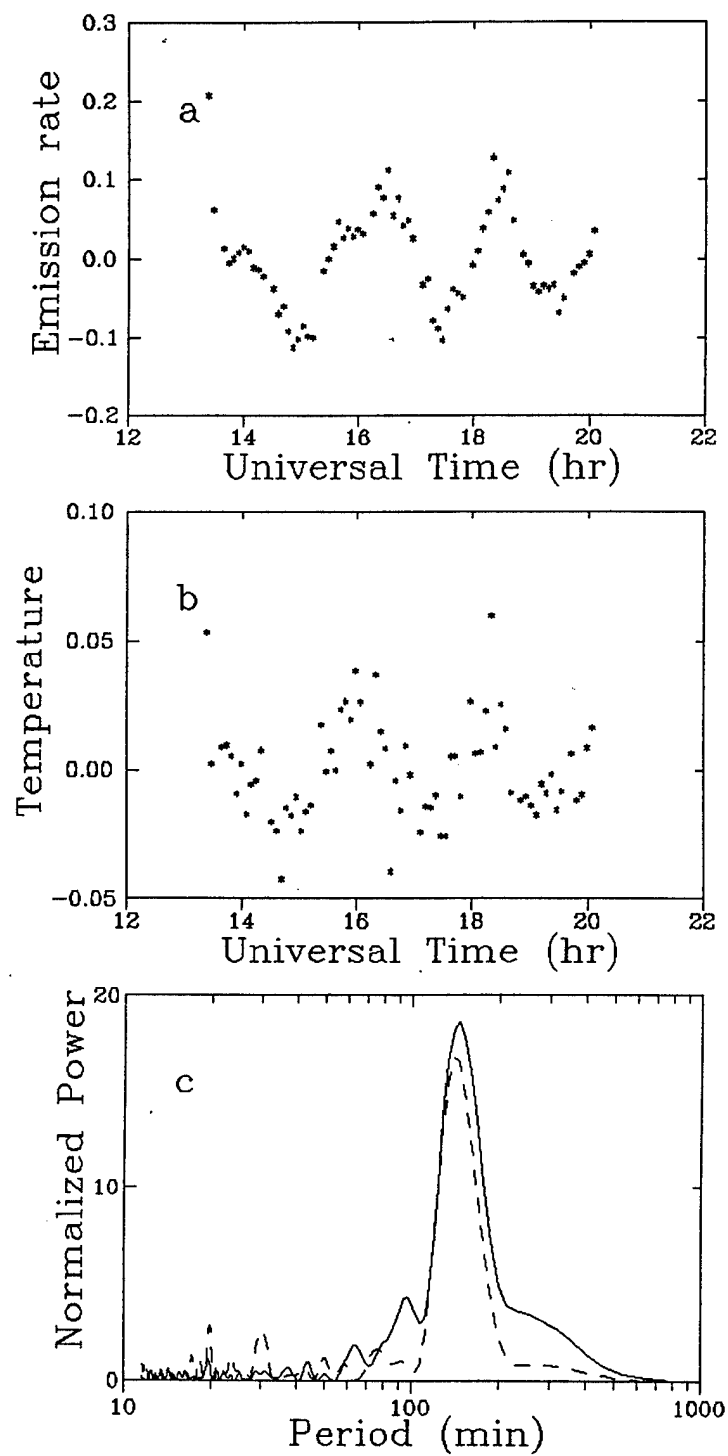 0.3
0.2
0.1
0.0
−0.1
−0.2
Emission rate
a
12 14 16 18 20 22
Universal Time (hr)
0.10
0.05
0.00
−0.05
Temperature
b
12 14 16 18 20 22
Universal Time (hr)
20
10
0
Normalized Power
c
10 100 1000
Period (min)